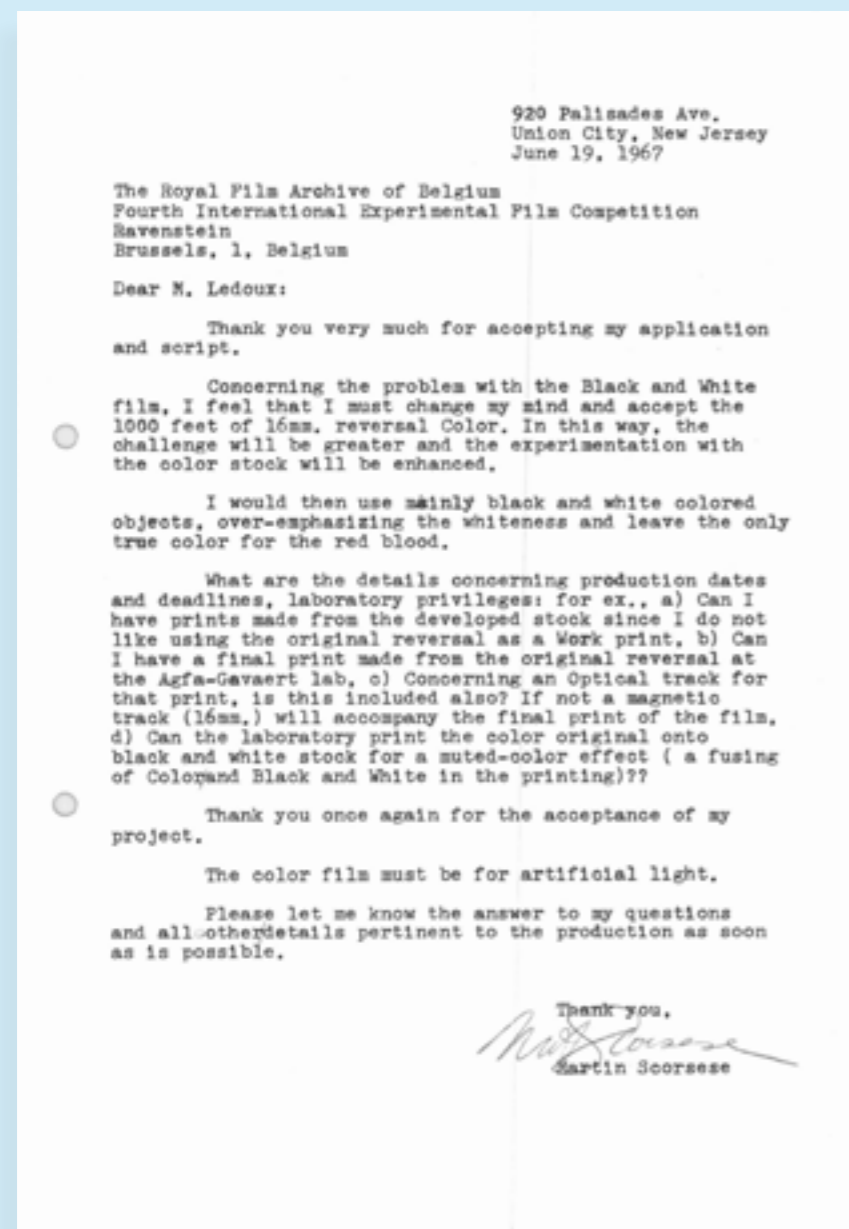 920 Palisades Ave.
Union City, New Jersey
June 19, 1967
The Royal Film Archive of Belgium
Fourth International Experimental Film Competition
Ravenstein
Brussels, 1, Belgium
Dear M. Ledoux:
Thank you very much for accepting my application
and script.
Concerning the problem with the Black and White
film, I feel that I must change my mind and accept the
1000 feet of 16mm. reversal Color. In this way, the
challenge will be greater and the experimentation with
the color stock will be enhanced.
I would then use mainly black and white colored
objects, over-emphasizing the whiteness and leave the only
true color for the red blood.
What are the details concerning production dates
and deadlines, laboratory privileges: for ex., a) Can I
have prints made from the developed stock since I do not
like using the original reversal as a Work print, b) Can
I have a final print made from the original reversal at
the Agfa-Gavaert lab, c) Concerning an Optical track for
that print, is this included also? If not a magnetic
track (16mm.) will accompany the final print of the film,
d) Can the laboratory print the color original onto
black and white stock for a muted-color effect ( a fusing
of Color and Black and White in the printing)??
Thank you once again for the acceptance of my
project.
The color film must be for artificial light.
Please let me know the answer to my questions
and all other details pertinent to the production as soon
as is possible.
Thank you,
Martin Scorsese
Martin Scorsese